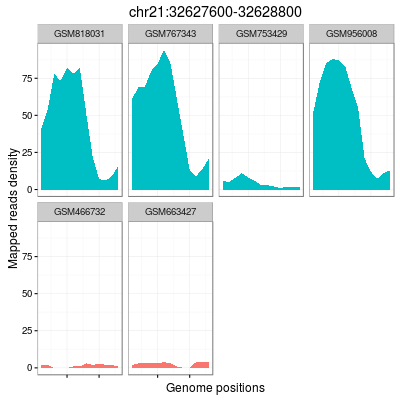 chr21:32627600-32628800
GSM818031 GSM767343 GSM753429 GSM956008
75
50
25
0
Mapped reads density
GSM466732 GSM663427
75
50
25
0
Genome positions